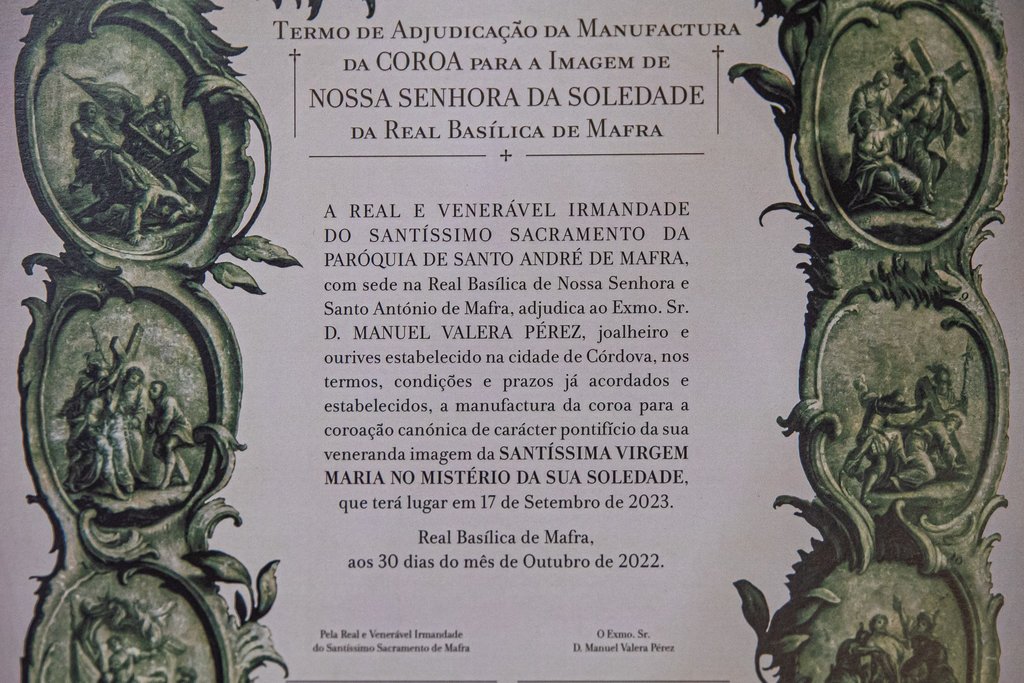 Termo de Adjudicação da Manufactura
da COROA para a Imagem de
NOSSA SENHORA DA SOLEDADE
da Real Basílica de Mafra
A REAL E VENERÁVEL IRMANDADE
DO SANTÍSSIMO SACRAMENTO DA
PARÓQUIA DE SANTO ANDRÉ DE MAFRA,
com sede na Real Basílica de Nossa Senhora e
Santo António de Mafra, adjudica ao Exmo. Sr.
D. MANUEL VALERA PÉREZ, joalheiro e
ourives estabelecido na cidade de Córdova, nos
termos, condições e prazos já acordados e
estabelecidos, a manufactura da coroa para a
coroação canónica de carácter pontifício da sua
veneranda imagem da SANTÍSSIMA VIRGEM
MARIA NO MISTÉRIO DA SUA SOLEDADE,
que terá lugar em 17 de Setembro de 2023.
Real Basílica de Mafra,
aos 30 dias do mês de Outubro de 2022.
Pela Real e Venerável Irmandade
do Santíssimo Sacramento de Mafra
O Exmo. Sr.
D. Manuel Valera Pérez